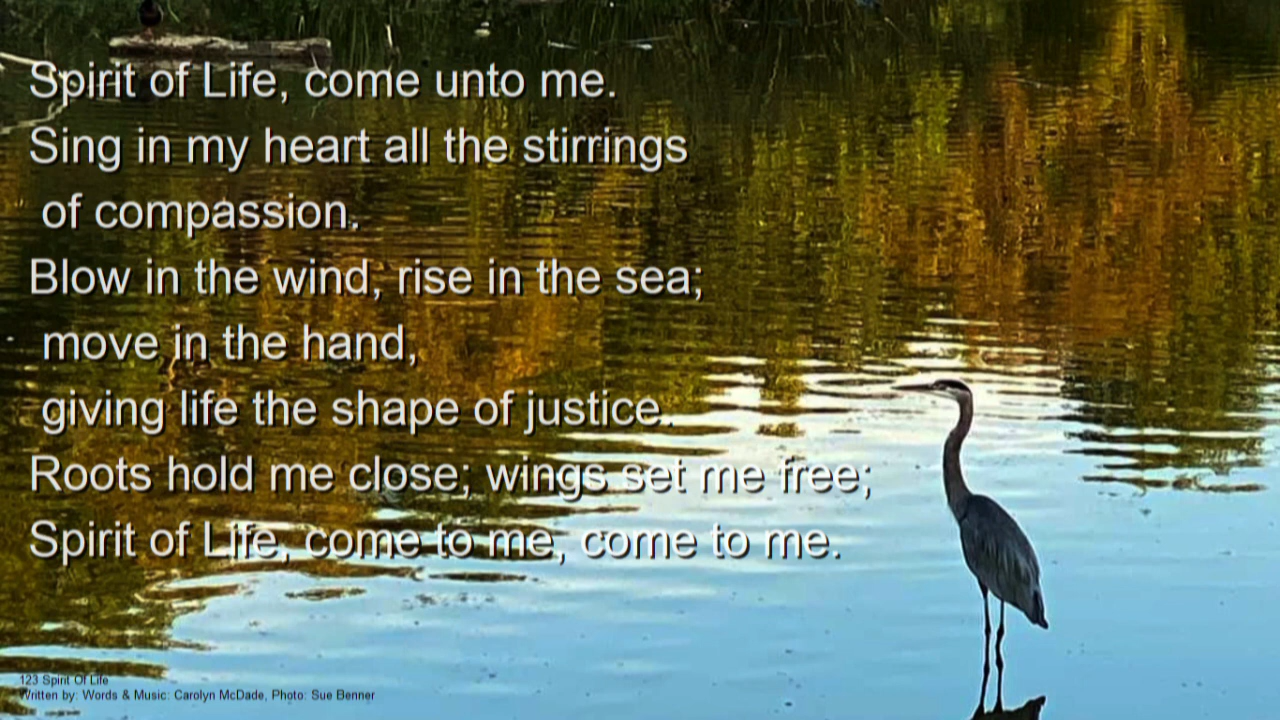 Spirit of Life, come unto me.
Sing in my heart all the stirrings
of compassion.
Blow in the wind, rise in the sea;
move in the hand,
giving life the shape of justice.
Roots hold me close; wings set me free;
Spirit of Life, come to me, come to me.
123 Spirit Of Life
Written by: Words & Music: Carolyn McDade, Photo: Sue Benner